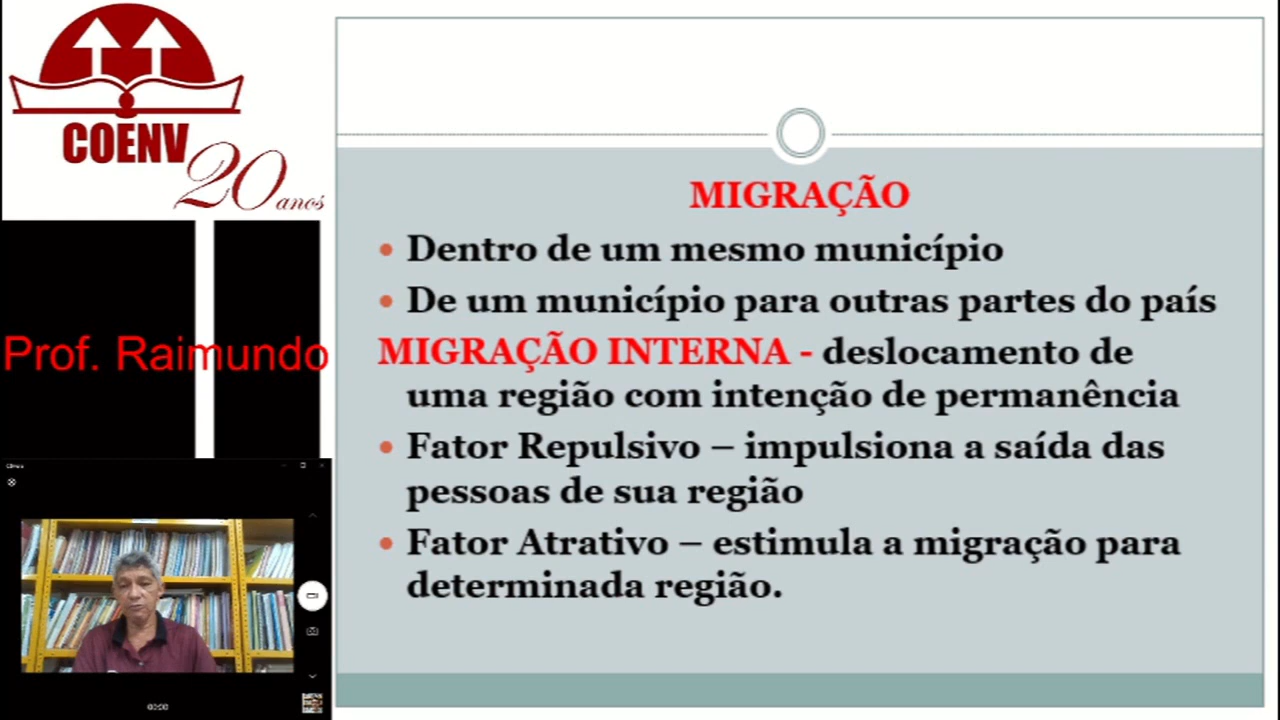 COENV
20 anos
Prof. Raimundo
00:00
MIGRAÇÃO
• Dentro de um mesmo município
• De um município para outras partes do país
MIGRAÇÃO INTERNA - deslocamento de
uma região com intenção de permanência
• Fator Repulsivo – impulsiona a saída das
pessoas de sua região
• Fator Atrativo – estimula a migração para
determinada região.